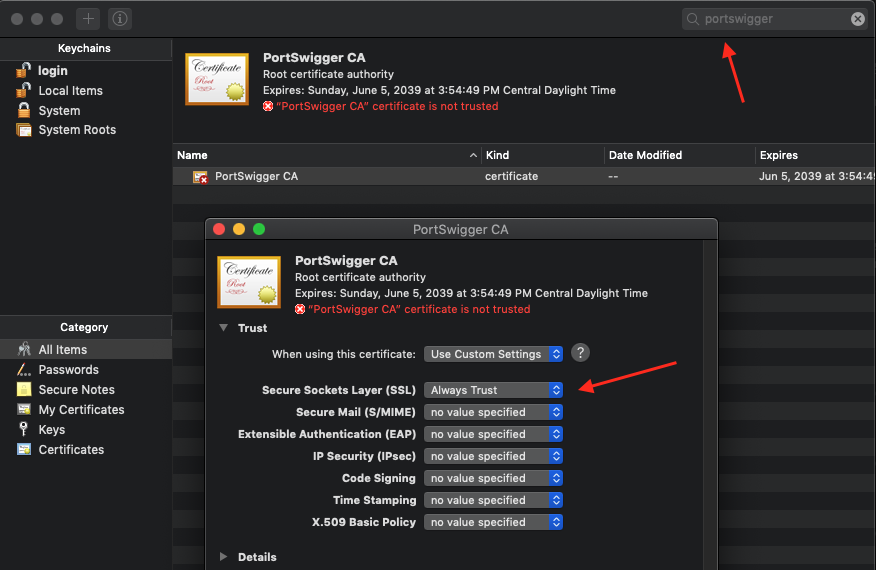 portswigger
Keychains
login
Local Items
System
System Roots
Certificate
Root
PortSwigger CA
Root certificate authority
Expires: Sunday, June 5, 2039 at 3:54:49 PM Central Daylight Time
“PortSwigger CA” certificate is not trusted
Name Kind Date Modified Expires
PortSwigger CA certificate -- Jun 5, 2039 at 3:54:4
PortSwigger CA
Certificate
Root
PortSwigger CA
Root certificate authority
Expires: Sunday, June 5, 2039 at 3:54:49 PM Central Daylight Time
“PortSwigger CA” certificate is not trusted
Trust
When using this certificate: Use Custom Settings ?
Secure Sockets Layer (SSL) Always Trust
Secure Mail (S/MIME) no value specified
Extensible Authentication (EAP) no value specified
IP Security (IPsec) no value specified
Code Signing no value specified
Time Stamping no value specified
X.509 Basic Policy no value specified
Details
Category
All Items
Passwords
Secure Notes
My Certificates
Keys
Certificates